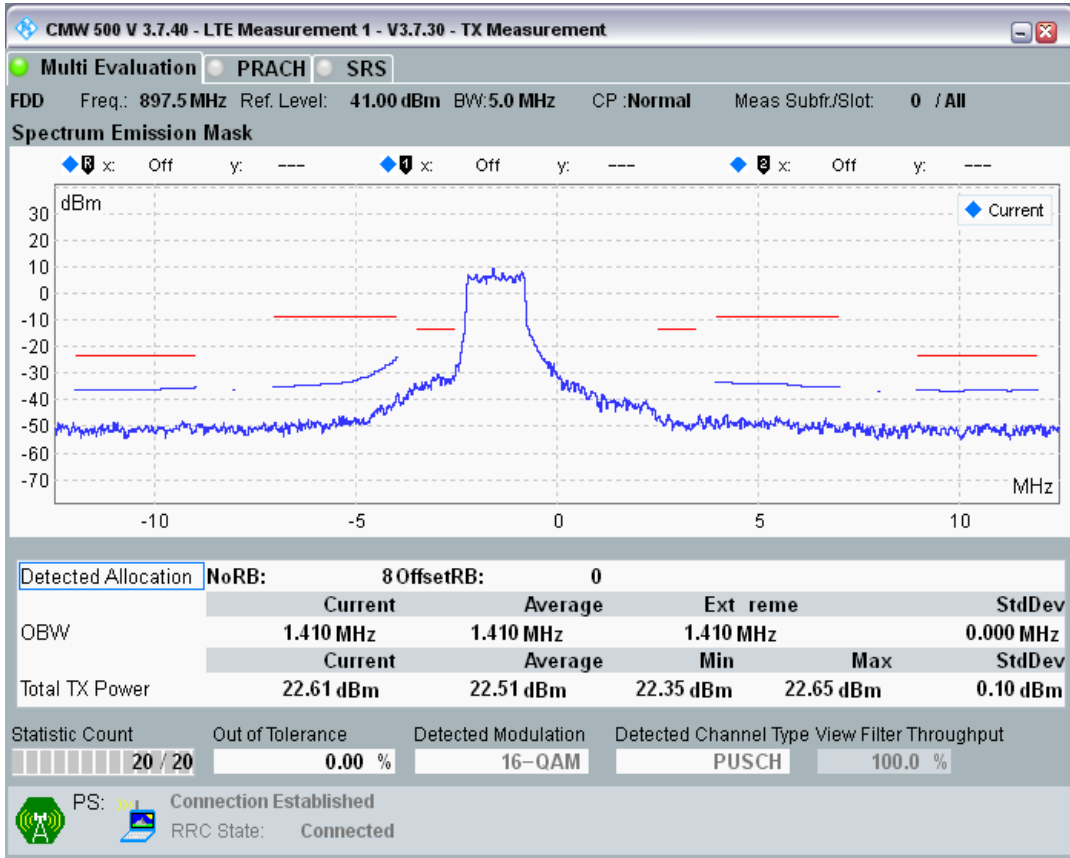 CMW 500 V 3.7.40 - LTE Measurement 1 - V3.7.30 - TX Measurement
Multi Evaluation PRACH SRS
FDD Freq.: 897.5 MHz Ref. Level: 41.00 dBm BW: 5.0 MHz CP : Normal Meas Subfr./Slot: 0 / All
Spectrum Emission Mask
R x: Off y: --- 1 x: Off y: --- 2 x: Off y: ---
dBm
Current
30
20
10
0
-10
-20
-30
-40
-50
-60
-70
MHz
-10 -5 0 5 10
Detected Allocation NoRB: 8 OffsetRB: 0
Current Average Ext reme StdDev
OBW 1.410 MHz 1.410 MHz 1.410 MHz 0.000 MHz
Current Average Min Max StdDev
Total TX Power 22.61 dBm 22.51 dBm 22.35 dBm 22.65 dBm 0.10 dBm
Statistic Count Out of Tolerance Detected Modulation Detected Channel Type View Filter Throughput
20 / 20 0.00 % 16-QAM PUSCH 100.0 %
PS: Connection Established
RRC State: Connected